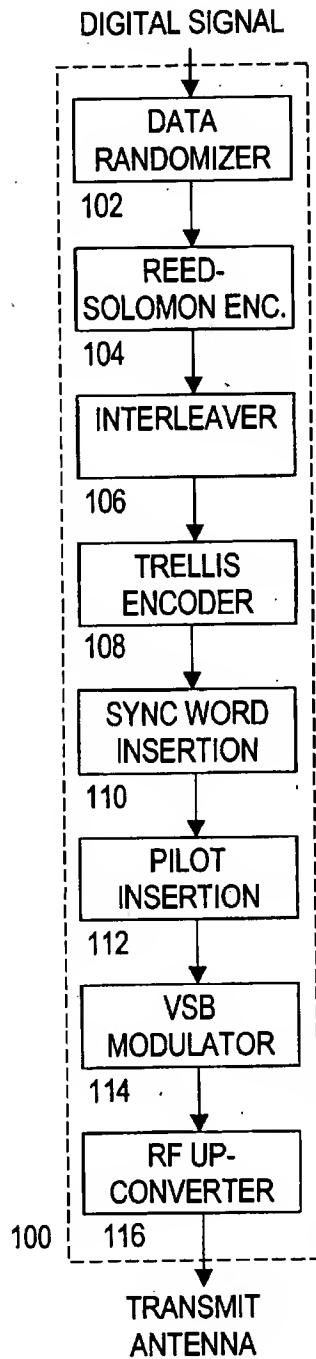 DIGITAL SIGNAL
DATA
RANDOMIZER
102
REED-
SOLOMON ENC.
104
INTERLEAVER
106
TRELLIS
ENCODER
108
SYNC WORD
INSERTION
110
PILOT
INSERTION
112
VSB
MODULATOR
114
RF UP-
CONVERTER
100
116
TRANSMIT
ANTENNA